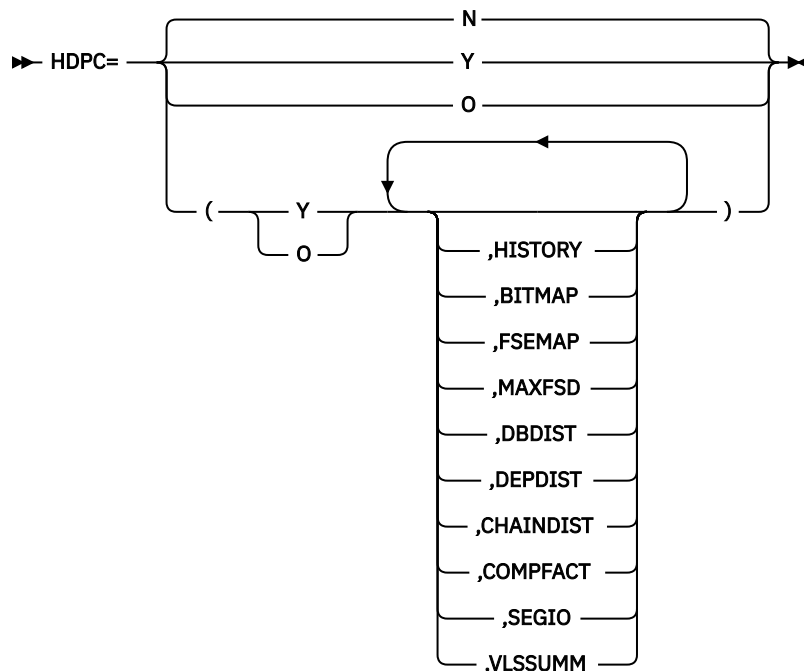 N
HDPC= Y
O
( Y )
O
,HISTORY
,BITMAP
,FSEMAP
,MAXFSD
,DBDIST
,DEPDIST
,CHAINDIST
,COMPFACT
,SEGIO
,VLSSUMM